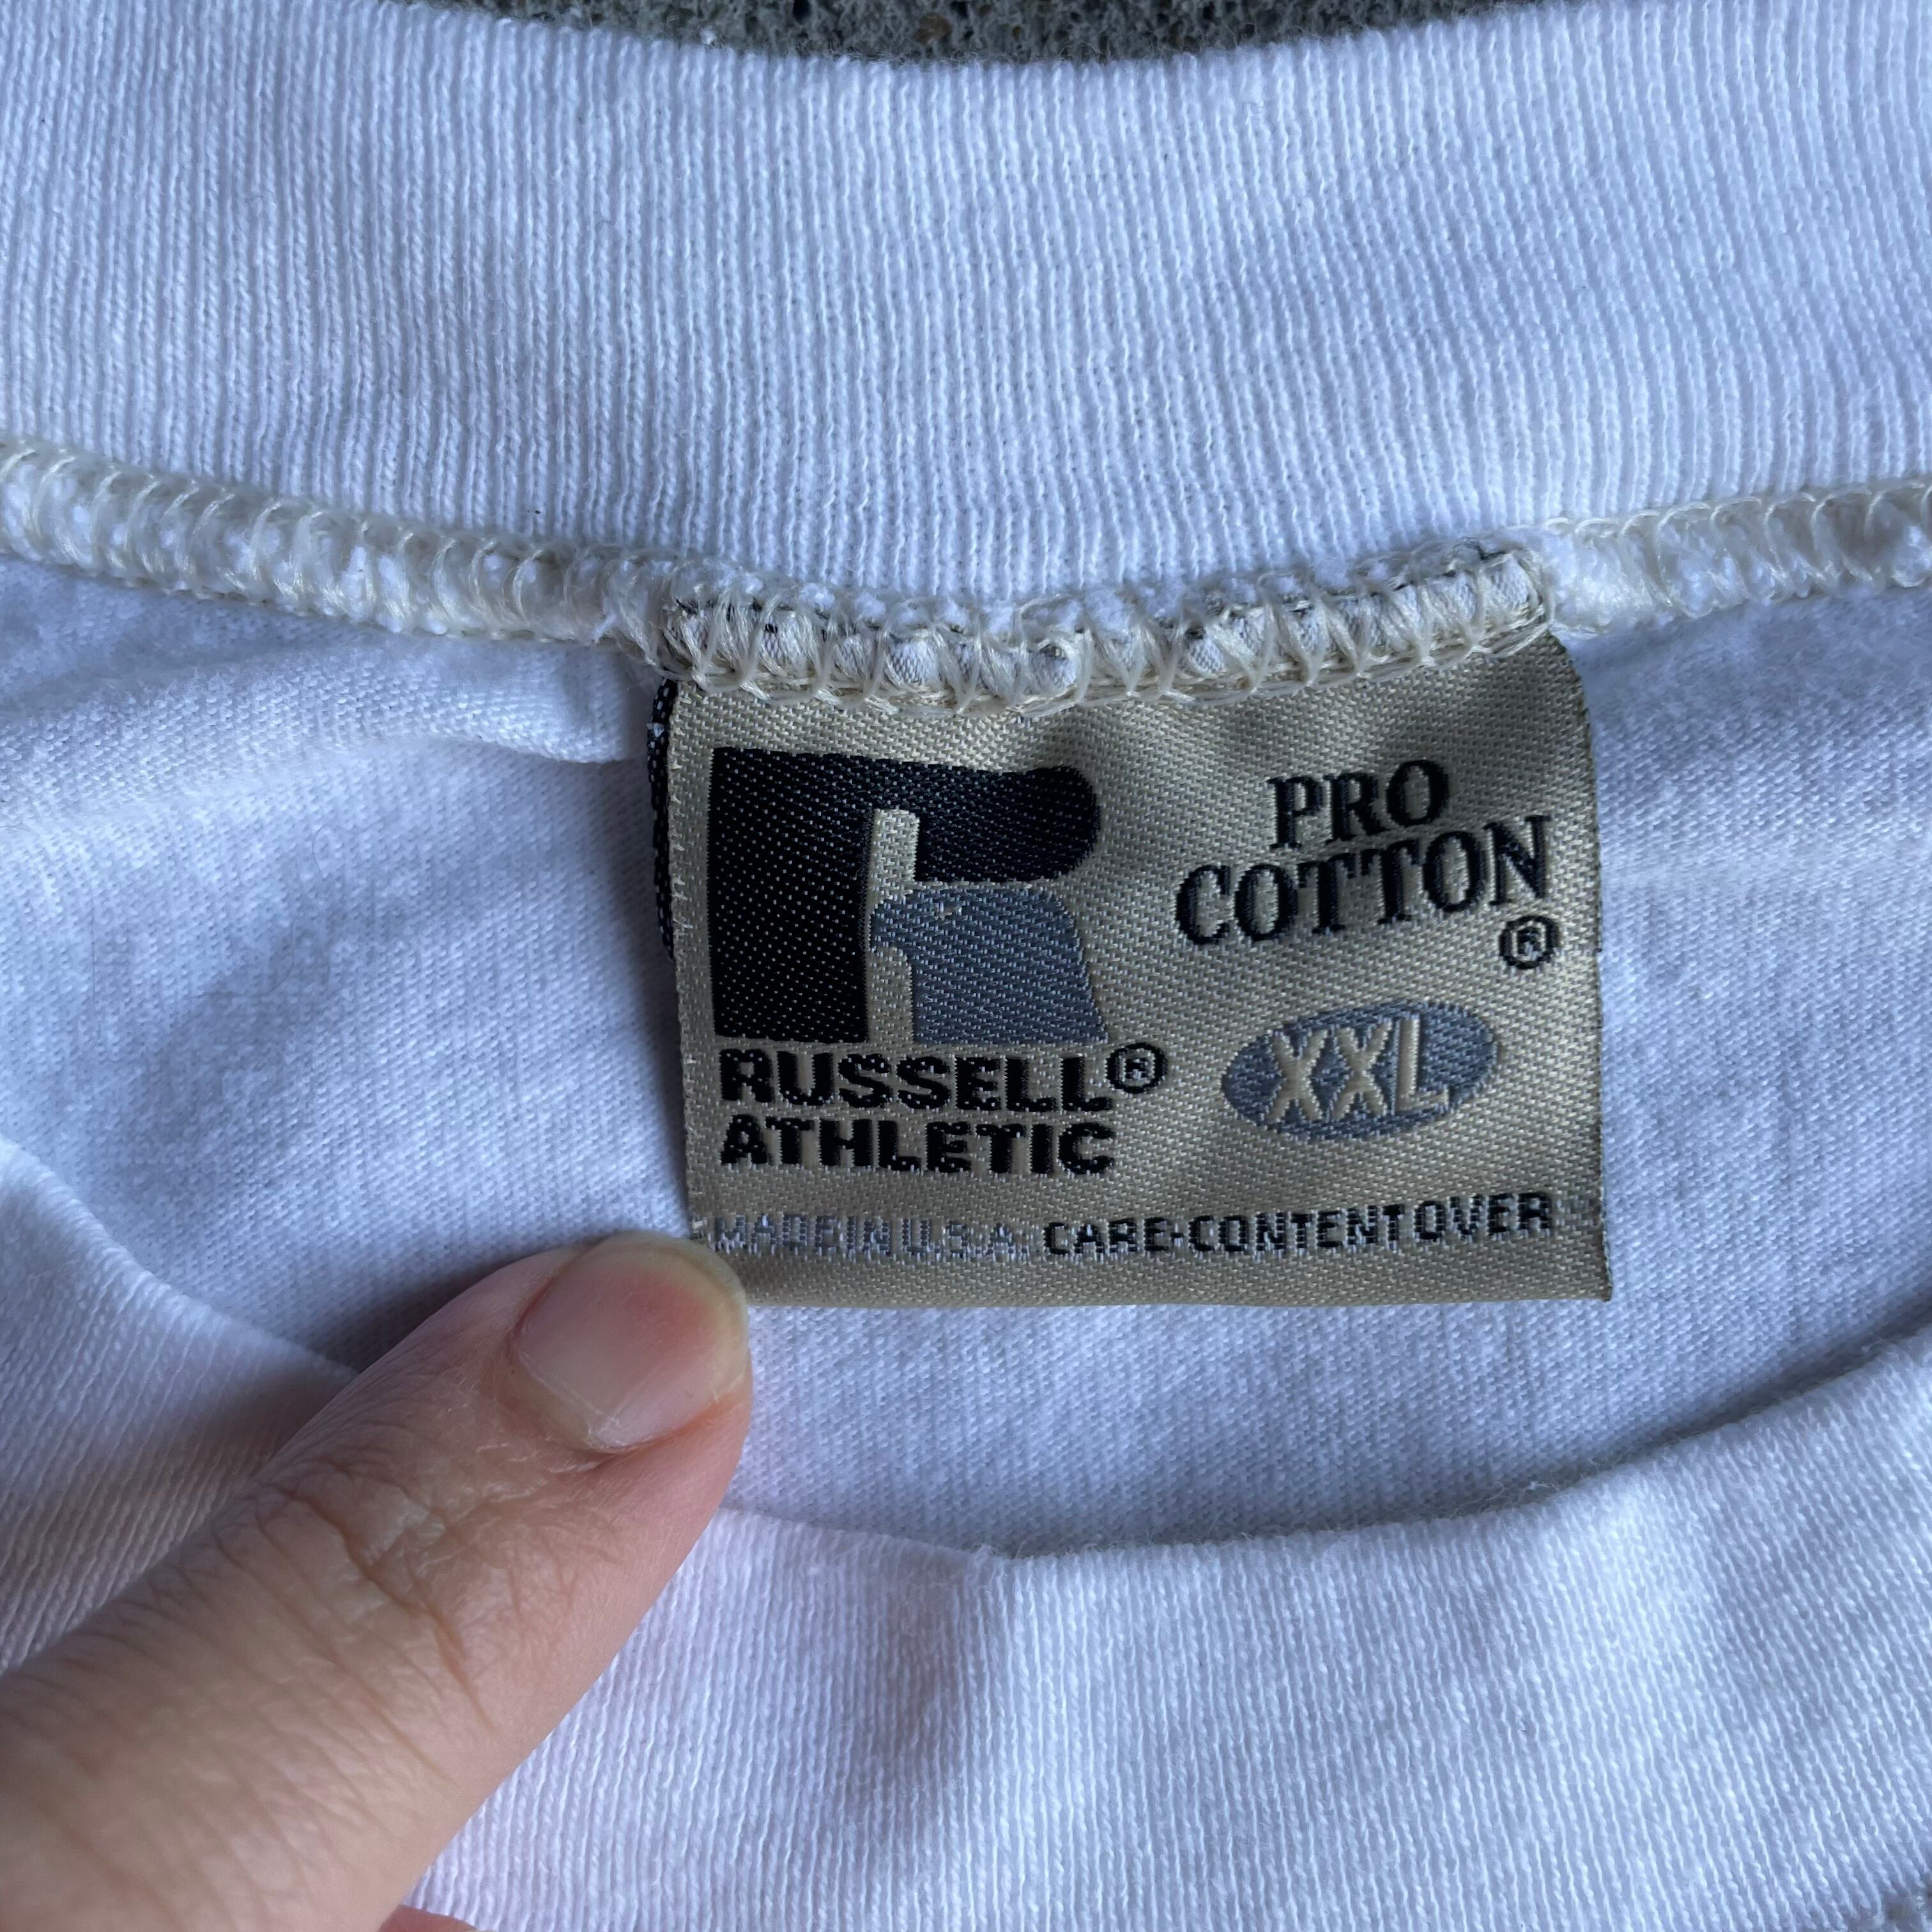 PRO
COTTON®
XXL
RUSSELL®
ATHLETIC
MADE IN U.S.A. CARE-CONTENT OVER